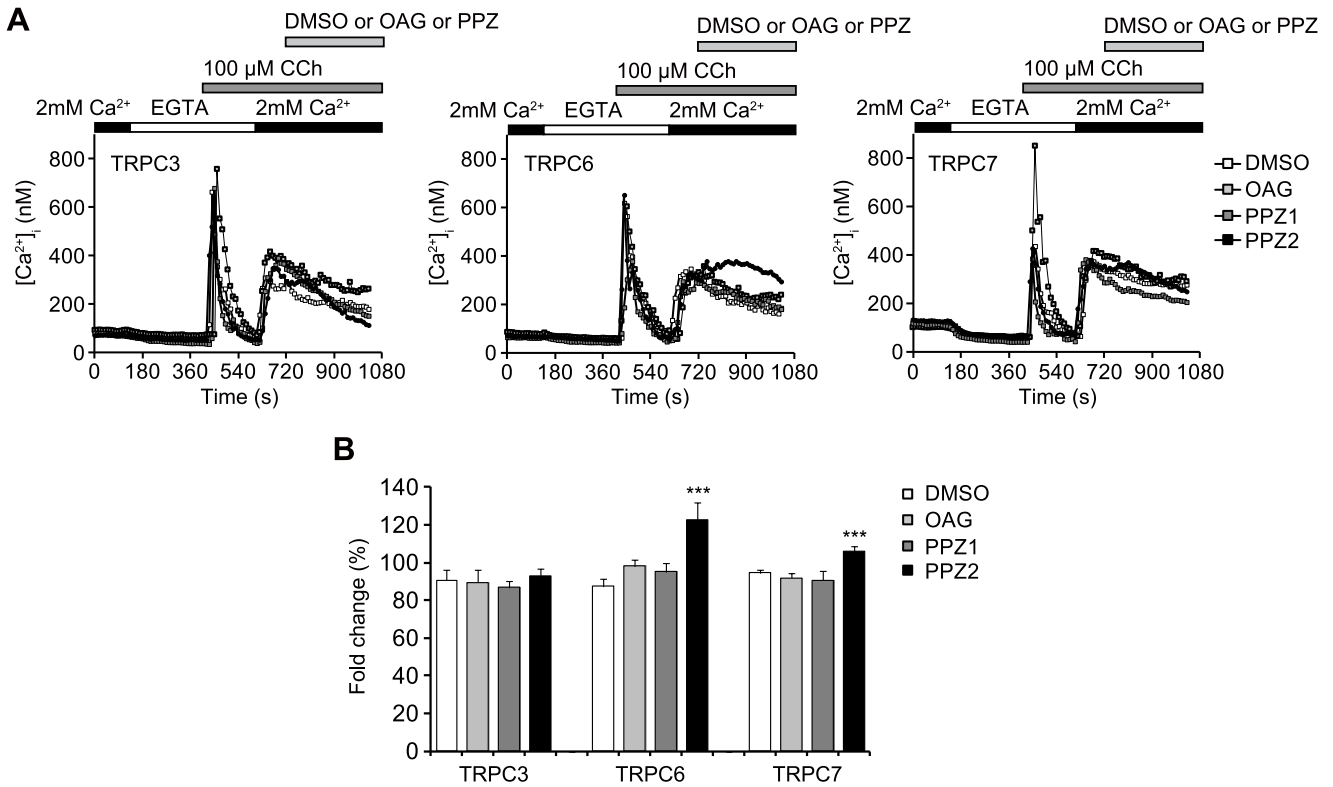 A
DMSO or OAG or PPZ
100 µM CCh
2mM Ca²⁺ EGTA 2mM Ca²⁺
TRPC3
800
600
400
200
0
[Ca²⁺]ᵢ (nM)
0 180 360 540 720 900 1080
Time (s)
DMSO or OAG or PPZ
100 µM CCh
2mM Ca²⁺ EGTA 2mM Ca²⁺
TRPC6
800
600
400
200
0
[Ca²⁺]ᵢ (nM)
0 180 360 540 720 900 1080
Time (s)
DMSO or OAG or PPZ
100 µM CCh
2mM Ca²⁺ EGTA 2mM Ca²⁺
TRPC7
800
600
400
200
0
[Ca²⁺]ᵢ (nM)
0 180 360 540 720 900 1080
Time (s)
DMSO
OAG
PPZ1
PPZ2
B
140
120
100
80
60
40
20
0
Fold change (%)
***
***
TRPC3 TRPC6 TRPC7
DMSO
OAG
PPZ1
PPZ2